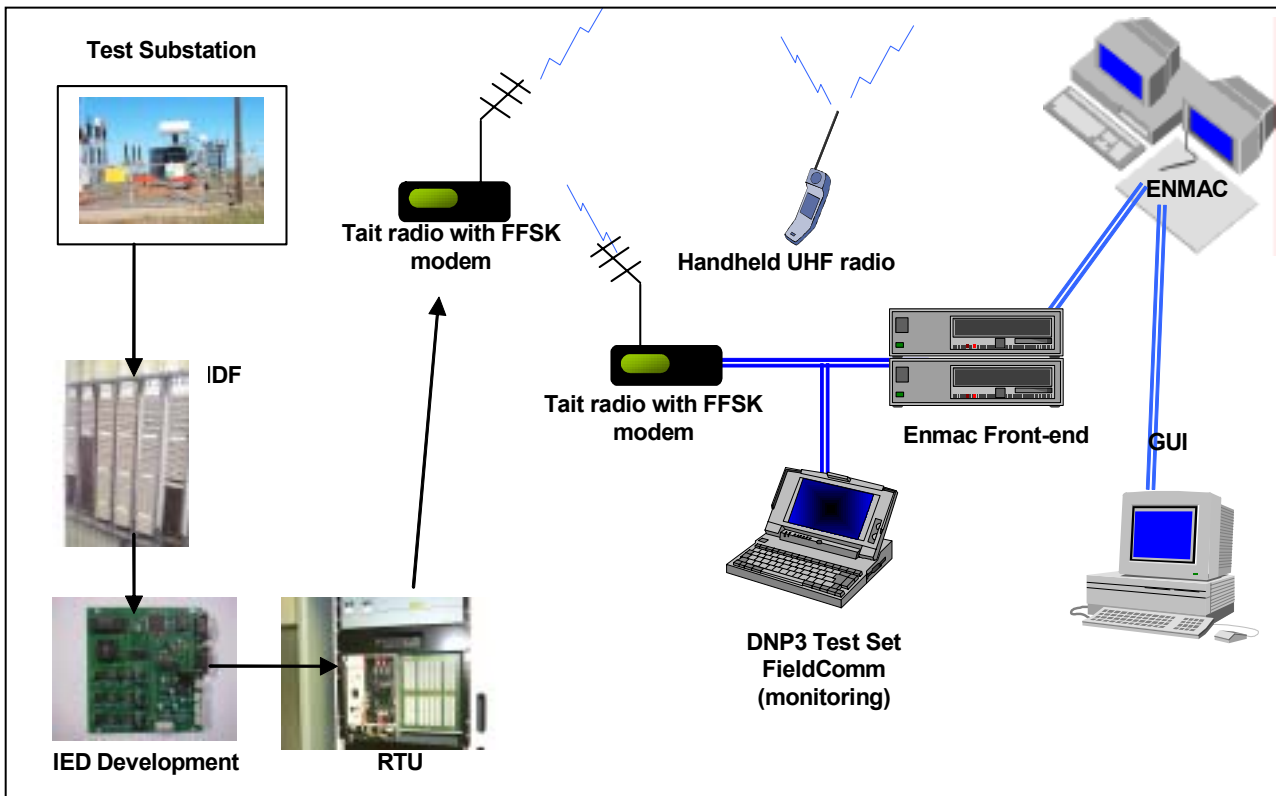 Test Substation
Tait radio with FFSK
modem
Handheld UHF radio
ENMAC
IDF
Tait radio with FFSK
modem
Enmac Front-end
GUI
DNP3 Test Set
FieldComm
(monitoring)
IED Development
RTU